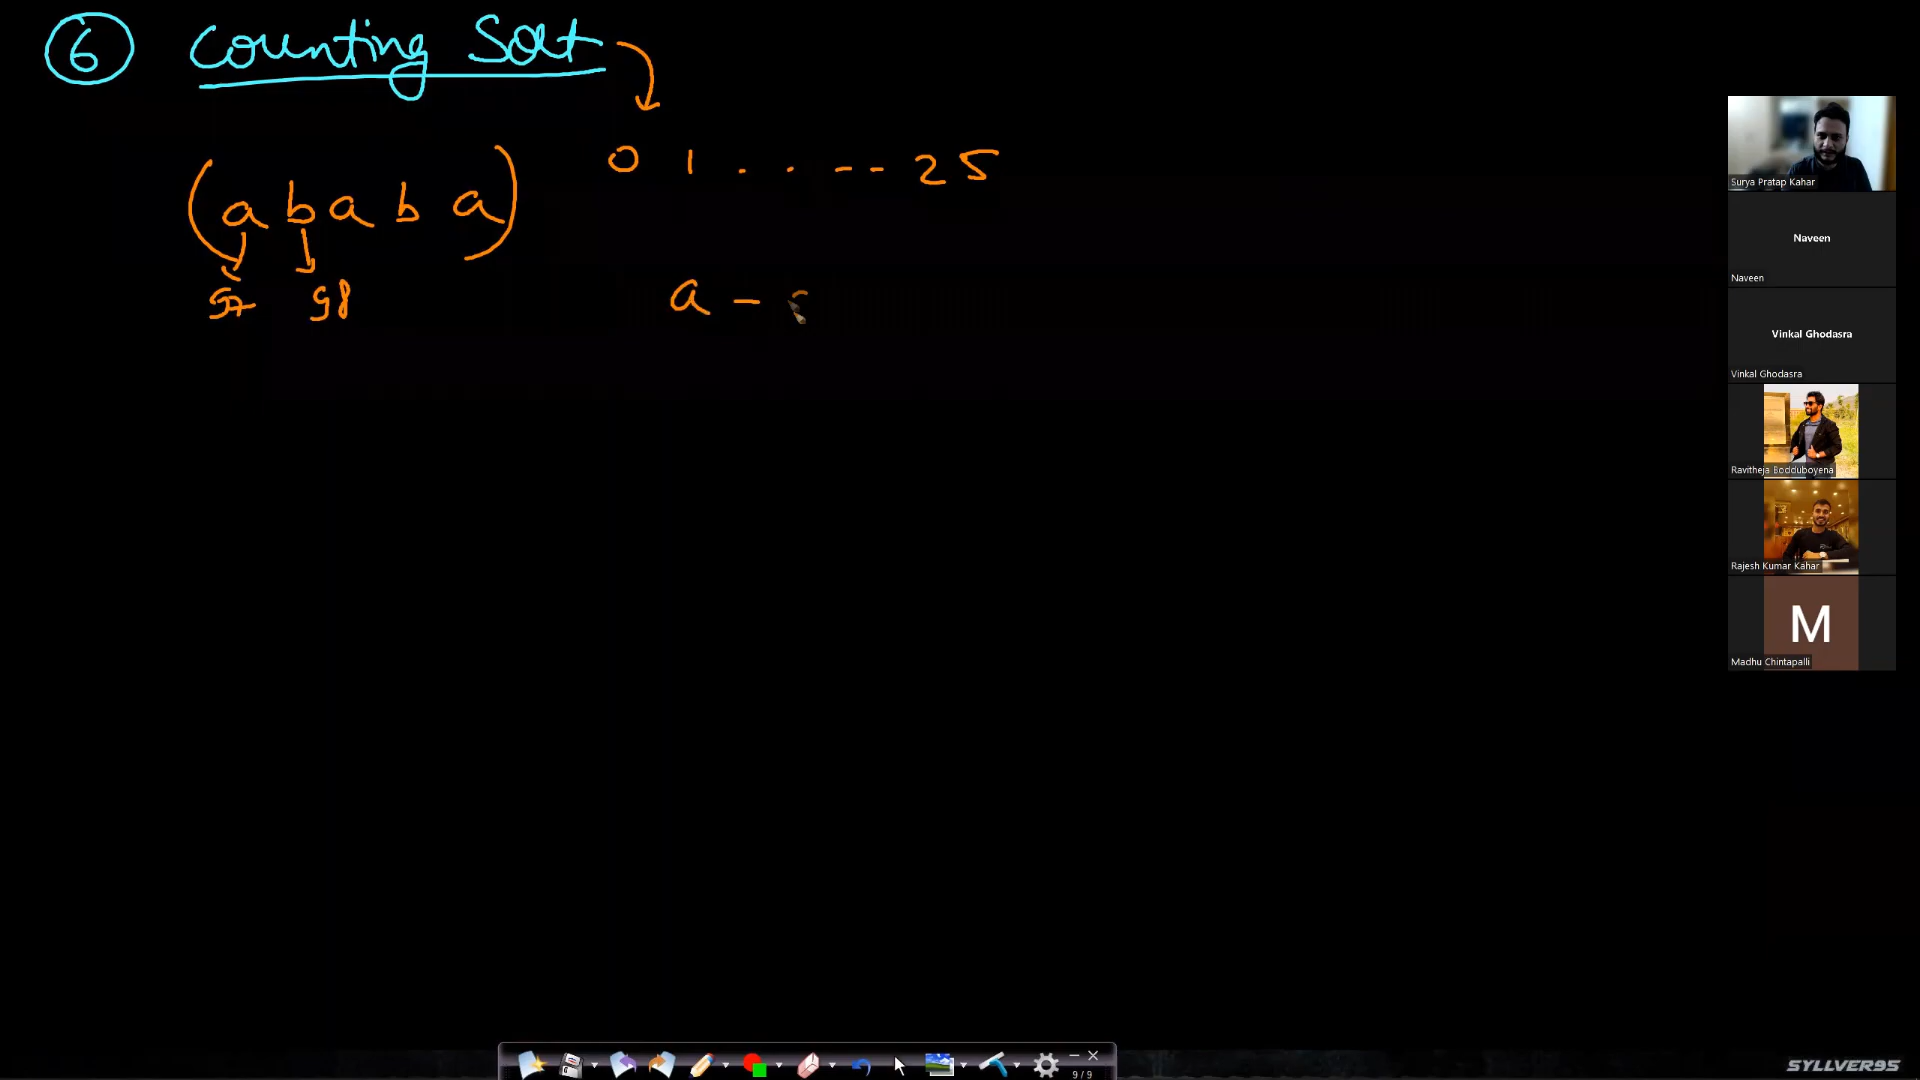 6 Counting Sort
0 1 . . -- 25
(a b a b a)
97 98
a -
Surya Pratap Kahar
Naveen
Naveen
Vinkal Ghodasra
Vinkal Ghodasra
Ravitheja Bodduboyena
Rajesh Kumar Kahar
M
Madhu Chintapalli
9/9
SYLLVER95